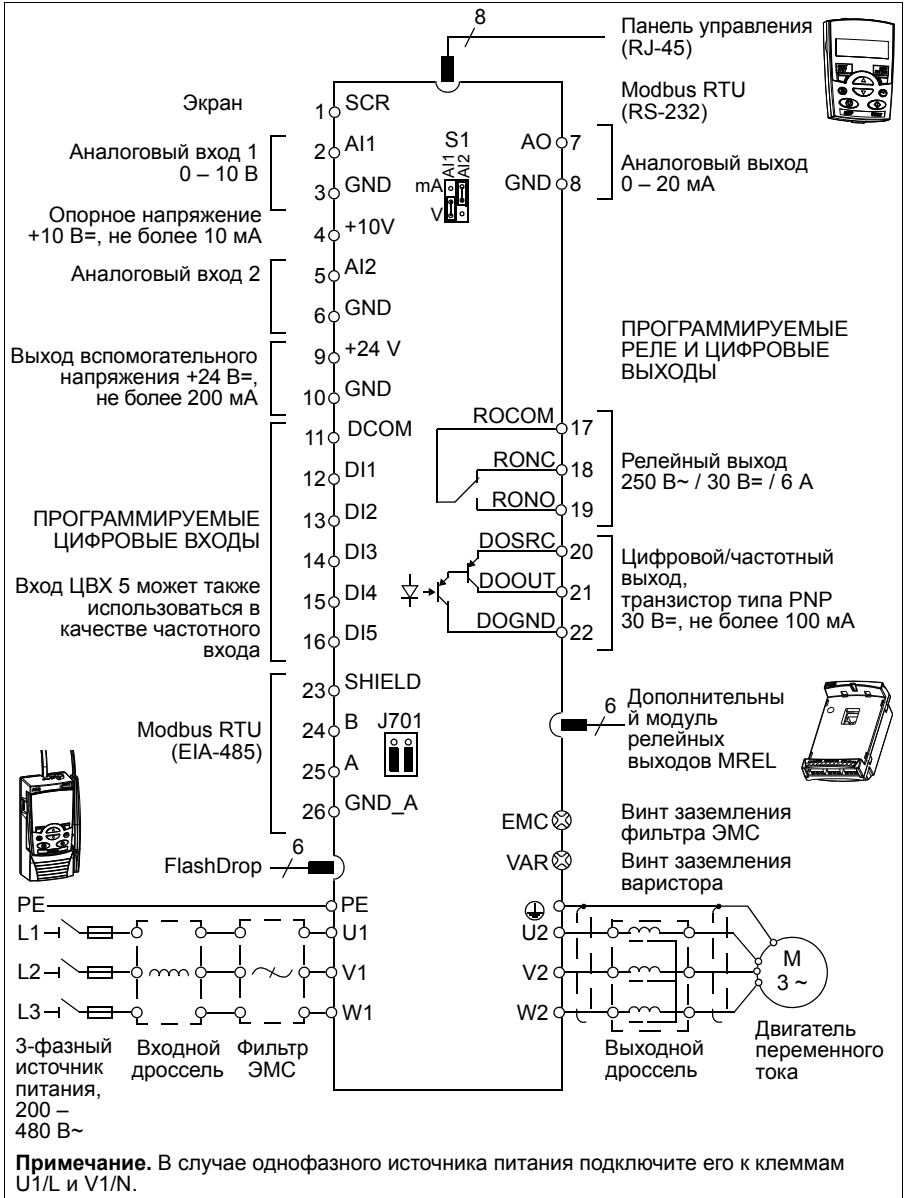 8
Панель управления
(RJ-45)
Modbus RTU
(RS-232)
Экран
1 SCR
Аналоговый вход 1
0 – 10 В
2 AI1
3 GND
Опорное напряжение
+10 В=, не более 10 мА
4 +10V
Аналоговый вход 2
5 AI2
6 GND
Выход вспомогательного
напряжения +24 В=,
не более 200 мА
9 +24 V
10 GND
11 DCOM
12 DI1
13 DI2
14 DI3
15 DI4
16 DI5
ПРОГРАММИРУЕМЫЕ
ЦИФРОВЫЕ ВХОДЫ
Вход ЦВХ 5 может также
использоваться в
качестве частотного
входа
S1
AI1
AI2
mA
V
AO 7
GND 8
Аналоговый выход
0 – 20 мА
ПРОГРАММИРУЕМЫЕ
РЕЛЕ И ЦИФРОВЫЕ
ВЫХОДЫ
ROCOM 17
RONC 18
RONO 19
Релейный выход
250 В~ / 30 В= / 6 А
DOSRC 20
DOOUT 21
DOGND 22
Цифровой/частотный
выход,
транзистор типа PNP
30 В=, не более 100 мА
23 SHIELD
24 B
25 A
26 GND_A
J701
Modbus RTU
(EIA-485)
6
Дополнительны
й модуль
релейных
выходов MREL
EMC
Винт заземления
фильтра ЭМС
VAR
Винт заземления
варистора
FlashDrop
6
PE
PE
L1
U1
U2
L2
V1
V2
L3
W1
W2
M
3 ~
3-фазный
источник
питания,
200 –
480 В~
Входной
дроссель
Фильтр
ЭМС
Выходной
дроссель
Двигатель
переменного
тока
Примечание. В случае однофазного источника питания подключите его к клеммам
U1/L и V1/N.